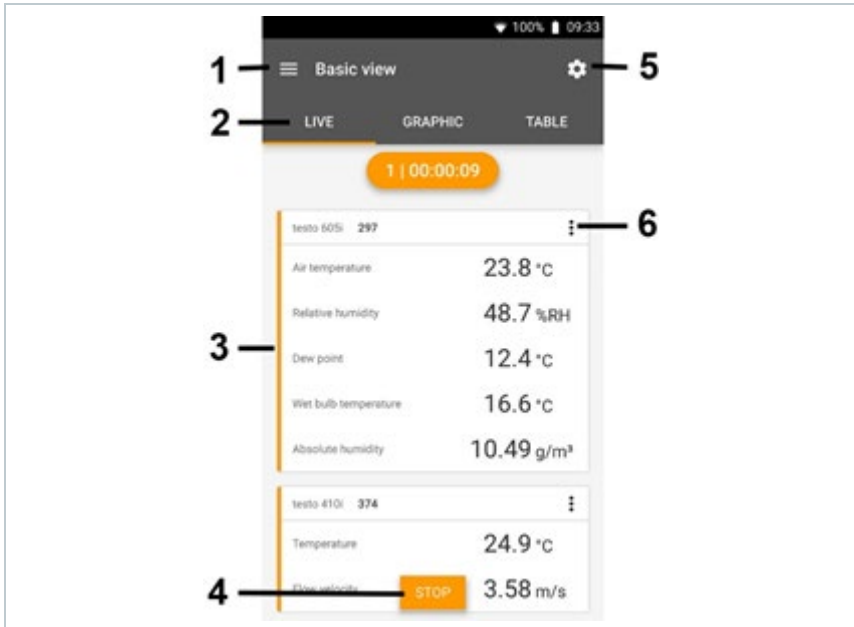 100% 09:33
1 Basic view 5
2 LIVE GRAPHIC TABLE
1 | 00:00:09
testo 605i 297 6
Air temperature 23.8 °C
Relative humidity 48.7 %RH
3
Dew point 12.4 °C
Wet bulb temperature 16.6 °C
Absolute humidity 10.49 g/m³
testo 410i 374
Temperature 24.9 °C
4 Flow velocity STOP 3.58 m/s